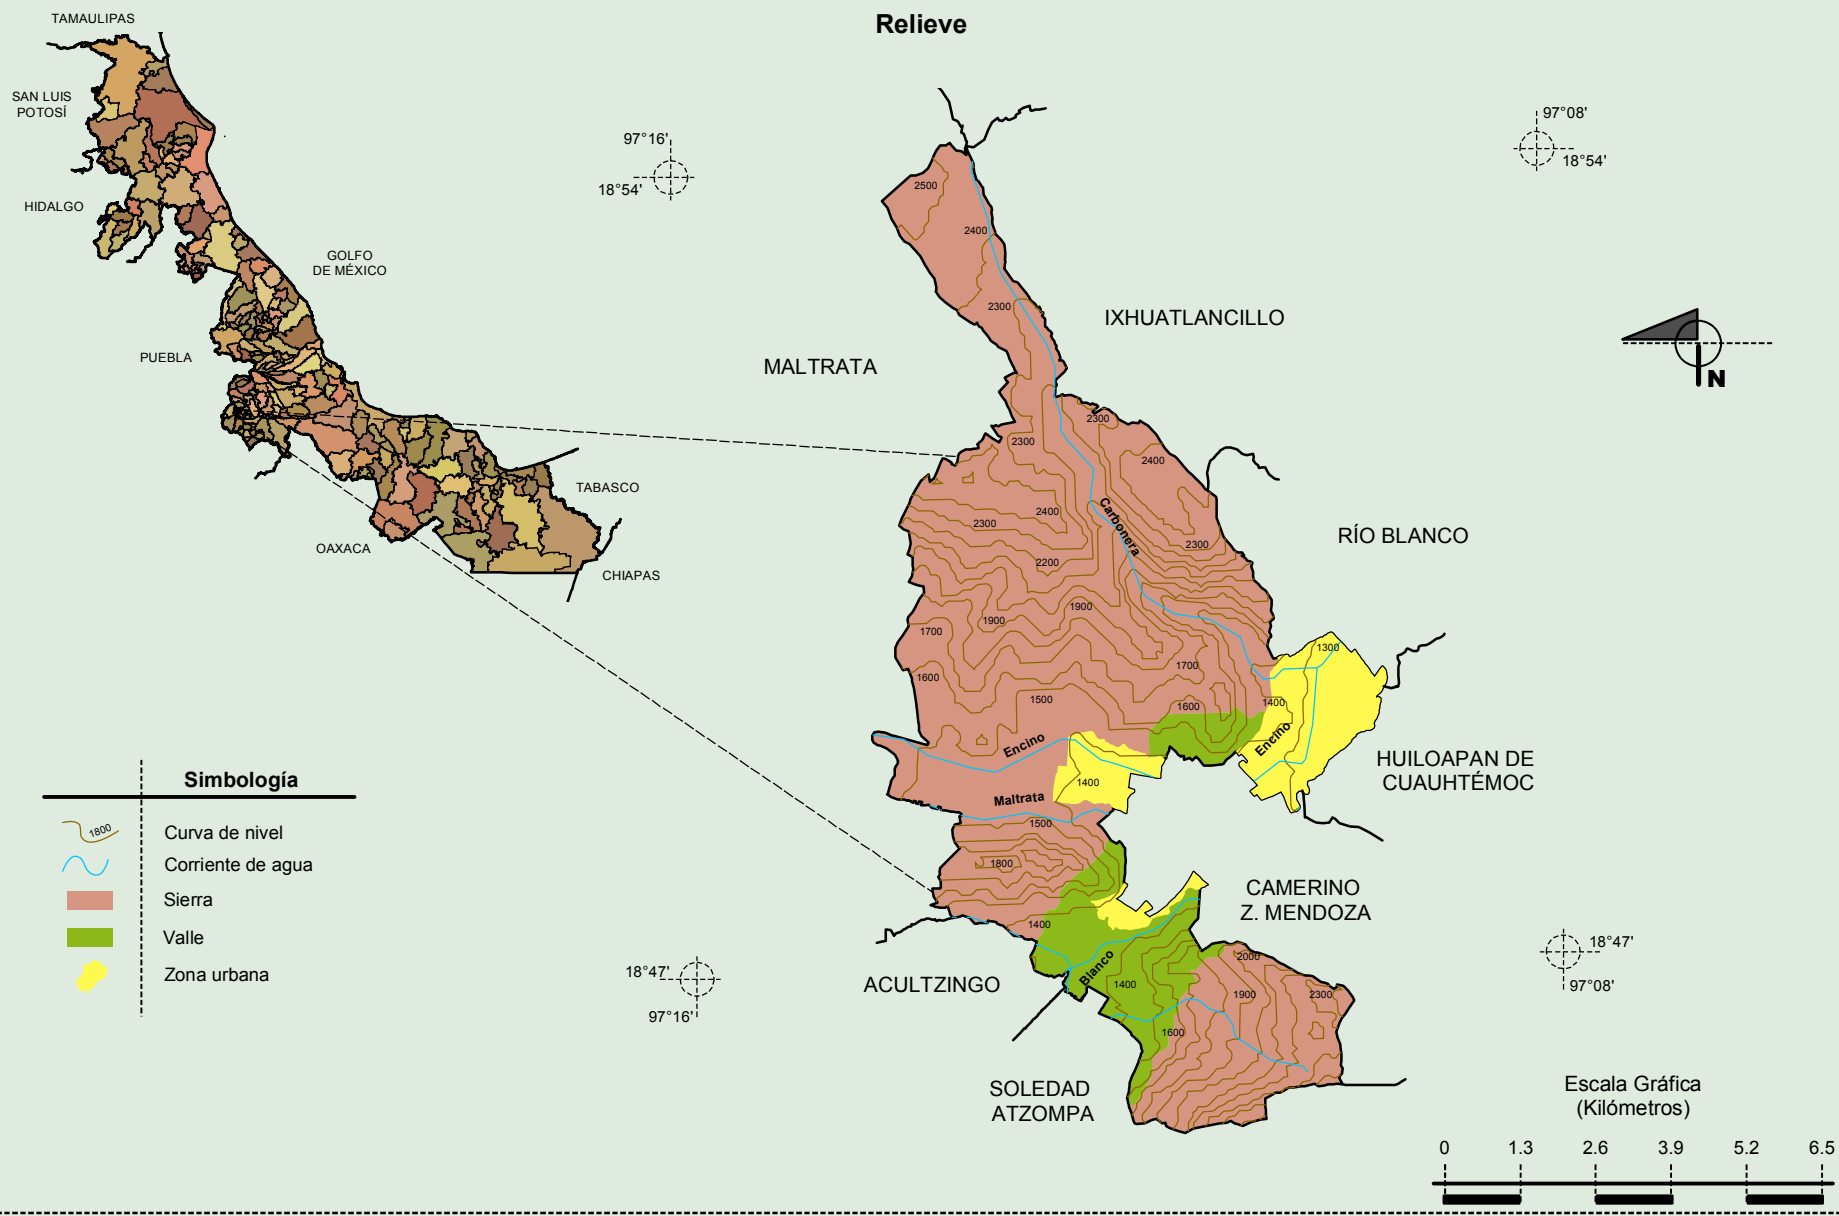 Relieve
TAMAULIPAS
SAN LUIS
POTOSÍ
HIDALGO
GOLFO
DE MÉXICO
PUEBLA
TABASCO
OAXACA
CHIAPAS
97°16'
18°54'
97°08'
18°54'
IXHUATLANCILLO
MALTRATA
N
RÍO BLANCO
HUILOAPAN DE
CUAUHTÉMOC
CAMERINO
Z. MENDOZA
ACULTZINGO
SOLEDAD
ATZOMPA
2500
2400
2300
2300
2300
2400
2400
2300
2300
2200
1900
1900
1700
1700
1600
1500
1600
1400
1300
1400
1500
1800
1400
1400
2000
1900
2300
1600
Carbonera
Encino
Encino
Maltrata
Blanco
18°47'
97°16'
18°47'
97°08'
Simbología
1800
Curva de nivel
Corriente de agua
Sierra
Valle
Zona urbana
Escala Gráfica
(Kilómetros)
0 1.3 2.6 3.9 5.2 6.5